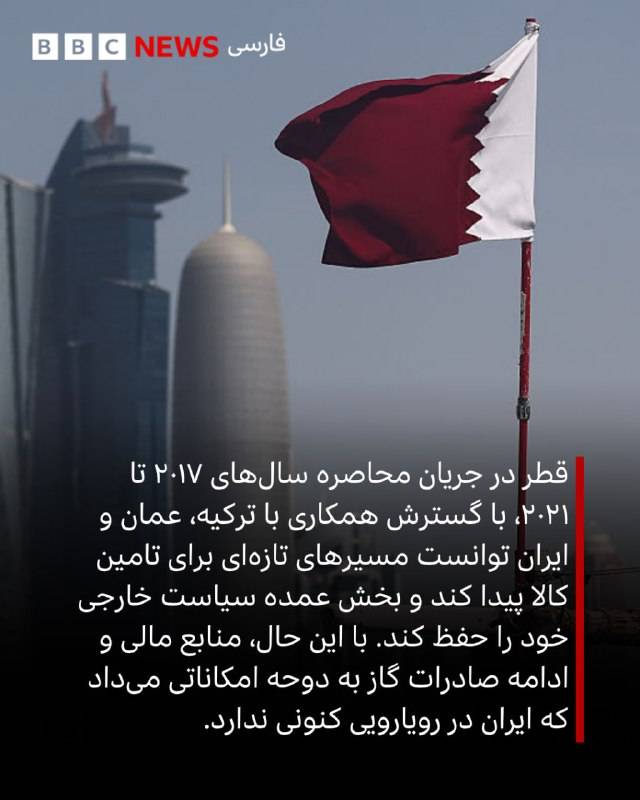 BBC NEWS فارسی
قطر در جریان محاصره سال‌های ۲۰۱۷ تا
۲۰۲۱، با گسترش همکاری با ترکیه، عمان و
ایران توانست مسیرهای تازه‌ای برای تامین
کالا پیدا کند و بخش عمده سیاست خارجی
خود را حفظ کند. با این حال، منابع مالی و
ادامه صادرات گاز به دوحه امکاناتی می‌داد
که ایران در رویارویی کنونی ندارد.